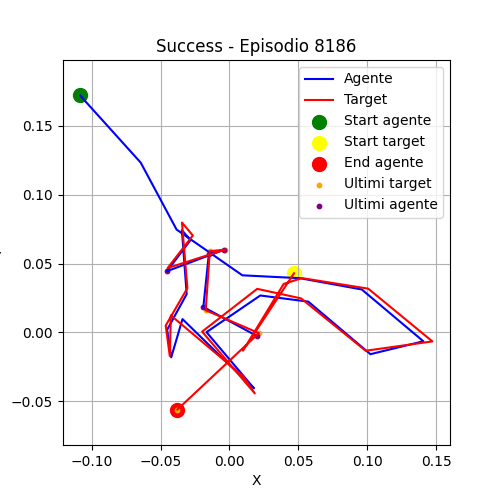 Success - Episodio 8186
Agente
Target
Start agente
Start target
End agente
Ultimi target
Ultimi agente
0.15
0.10
0.05
0.00
−0.05
−0.10
−0.05
0.00
0.05
0.10
0.15
X